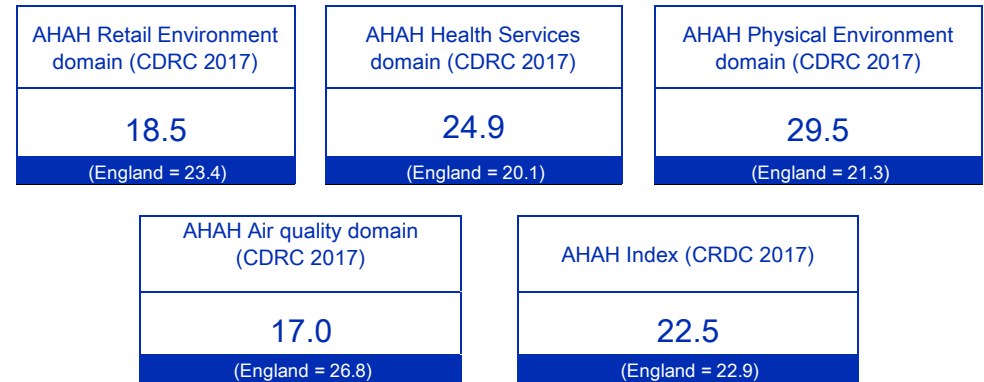 AHAH Retail Environment
domain (CDRC 2017)
18.5
(England = 23.4)
AHAH Health Services
domain (CDRC 2017)
24.9
(England = 20.1)
AHAH Physical Environment
domain (CDRC 2017)
29.5
(England = 21.3)
AHAH Air quality domain
(CDRC 2017)
17.0
(England = 26.8)
AHAH Index (CRDC 2017)
22.5
(England = 22.9)